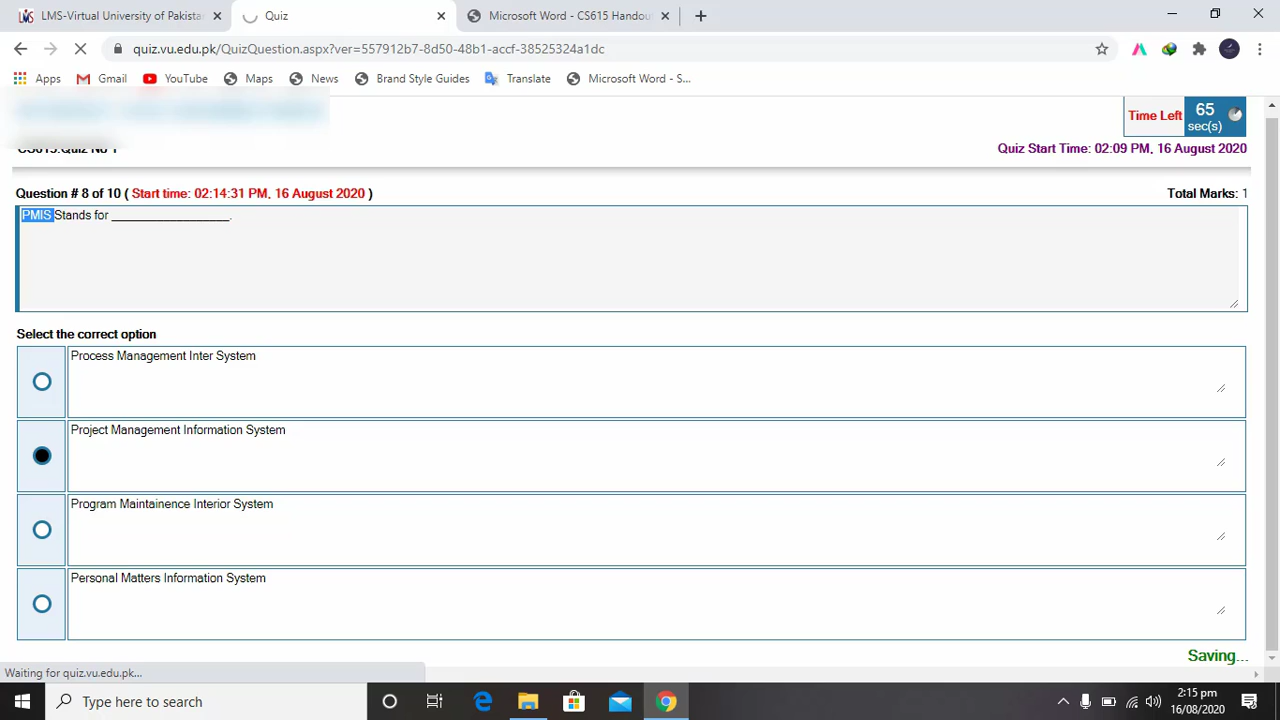 LMS-Virtual University of Pakistan
Quiz
Microsoft Word - CS615 Handou
quiz.vu.edu.pk/QuizQuestion.aspx?ver=557912b7-8d50-48b1-accf-38525324a1dc
Apps
Gmail
YouTube
Maps
News
Brand Style Guides
Translate
Microsoft Word - S...
Time Left
65
sec(s)
CS615:Quiz No 1
Quiz Start Time: 02:09 PM, 16 August 2020
Question # 8 of 10 ( Start time: 02:14:31 PM, 16 August 2020 )
Total Marks: 1
PMIS Stands for __________________.
Select the correct option
Process Management Inter System
Project Management Information System
Program Maintainence Interior System
Personal Matters Information System
Saving...
Waiting for quiz.vu.edu.pk...
Type here to search
2:15 pm
16/08/2020